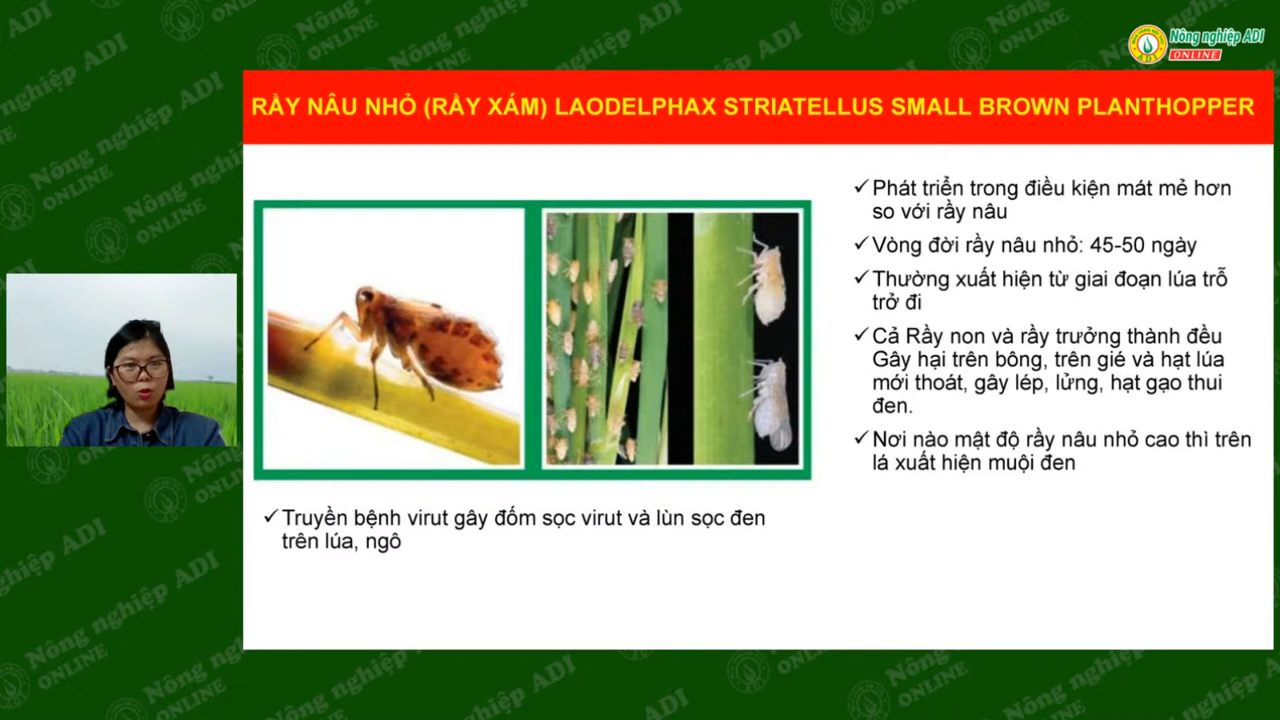 Nông nghiệp ADI
ONLINE
RẦY NÂU NHỎ (RẦY XÁM) LAODELPHAX STRIATELLUS SMALL BROWN PLANTHOPPER
✓Phát triển trong điều kiện mát mẻ hơn
so với rầy nâu
✓Vòng đời rầy nâu nhỏ: 45-50 ngày
✓Thường xuất hiện từ giai đoạn lúa trỗ
trở đi
✓Cả Rầy non và rầy trưởng thành đều
Gây hại trên bông, trên gié và hạt lúa
mới thoát, gây lép, lửng, hạt gạo thui
đen.
✓Nơi nào mật độ rầy nâu nhỏ cao thì trên
lá xuất hiện muội đen
✓Truyền bệnh virut gây đốm sọc virut và lùn sọc đen
trên lúa, ngô